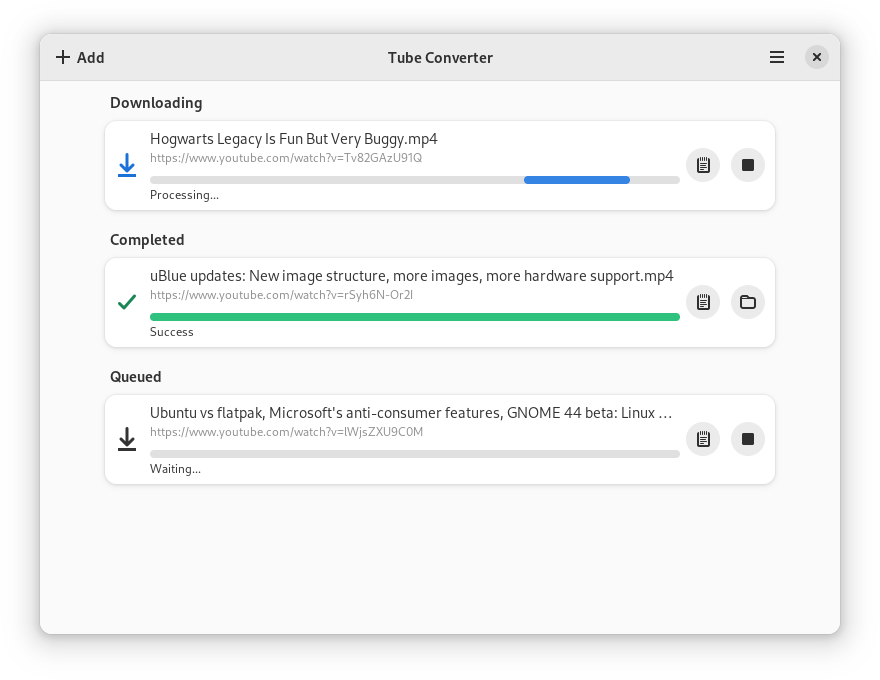 Add
Tube Converter
Downloading
Hogwarts Legacy Is Fun But Very Buggy.mp4
https://www.youtube.com/watch?v=Tv82GAzU91Q
Processing...
Completed
uBlue updates: New image structure, more images, more hardware support.mp4
https://www.youtube.com/watch?v=rSyh6N-Or2I
Success
Queued
Ubuntu vs flatpak, Microsoft's anti-consumer features, GNOME 44 beta: Linux …
https://www.youtube.com/watch?v=lWjsZXU9C0M
Waiting...